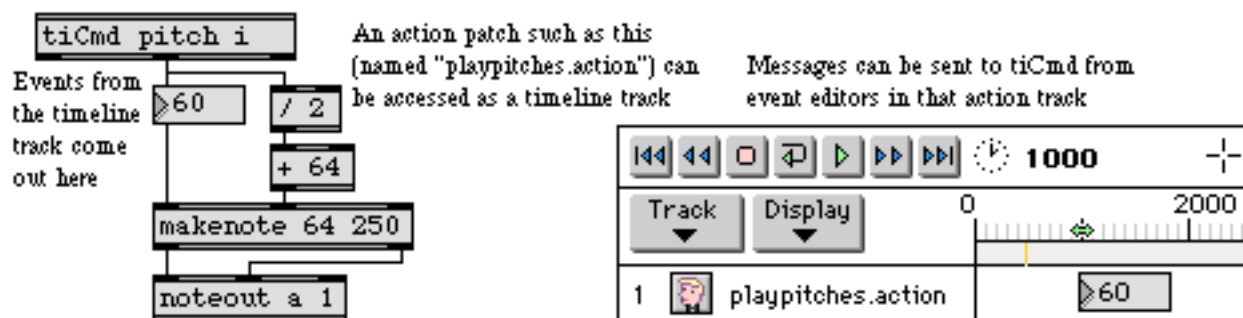 tiCmd pitch i
Events from
the timeline
track come
out here
60
/ 2
+ 64
makenote 64 250
noteout a 1
An action patch such as this
(named "playpitches.action") can
be accessed as a timeline track
Messages can be sent to tiCmd from
event editors in that action track
1000
Track Display 0 2000
1 playpitches.action 60